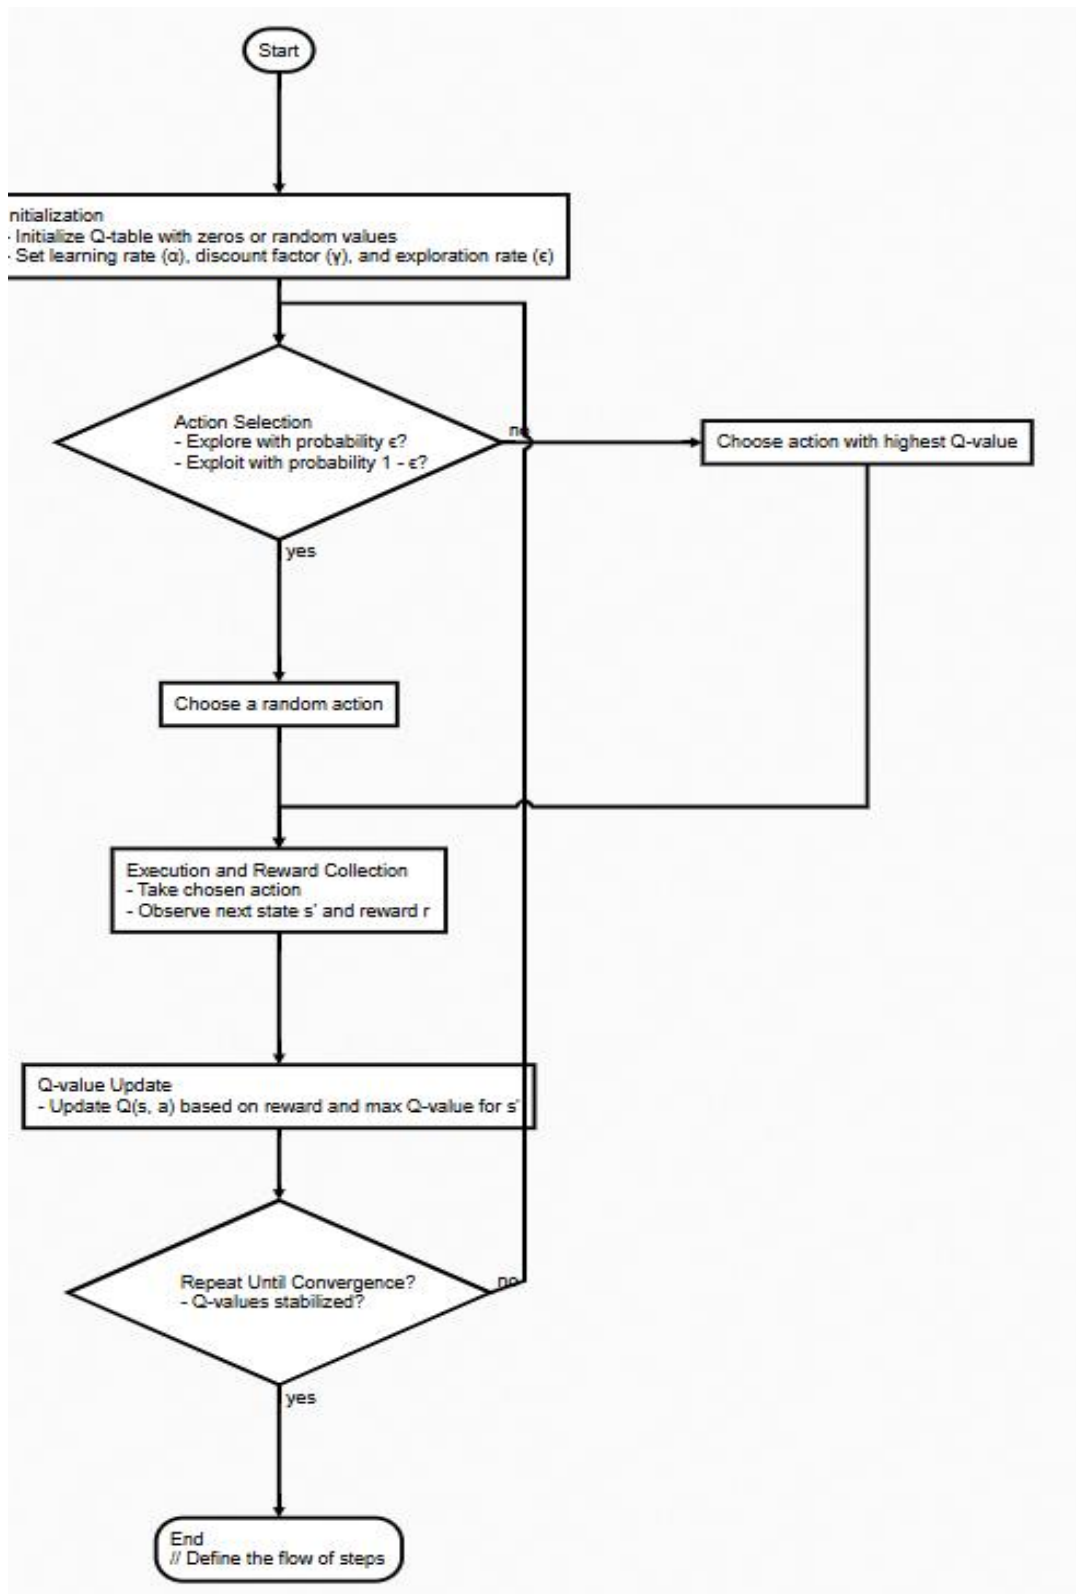 Start
nitialization
- Initialize Q-table with zeros or random values
- Set learning rate (α), discount factor (γ), and exploration rate (ϵ)
Action Selection
- Explore with probability ϵ?
- Exploit with probability 1 - ϵ?
no
Choose action with highest Q-value
yes
Choose a random action
Execution and Reward Collection
- Take chosen action
- Observe next state s' and reward r
Q-value Update
- Update Q(s, a) based on reward and max Q-value for s'
Repeat Until Convergence?
- Q-values stabilized?
no
yes
End
// Define the flow of steps